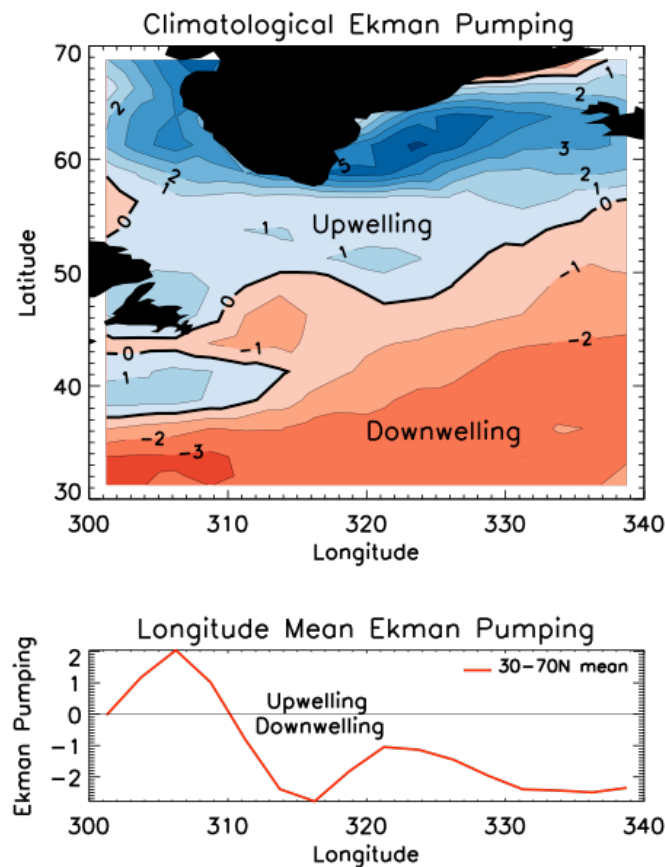 Climatological Ekman Pumping
70
60
50
40
30
Latitude
2
1
2
1
2
3
2
1
0
5
1
Upwelling
1
0
0
-1
-1
0
-2
1
Downwelling
-2
-3
300 310 320 330 340
Longitude
Longitude Mean Ekman Pumping
2
1
0
-1
-2
Ekman Pumping
30-70N mean
Upwelling
Downwelling
300 310 320 330 340
Longitude